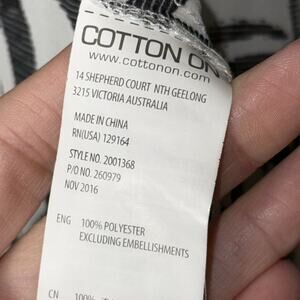 COTTON ON
www.cottonon.com
14 SHEPHERD COURT NTH GEELONG
3215 VICTORIA AUSTRALIA
MADE IN CHINA
RN(USA) 129164
STYLE NO. 2001368
P/O NO. 260979
NOV 2016
ENG 100% POLYESTER
EXCLUDING EMBELLISHMENTS
CN 100%